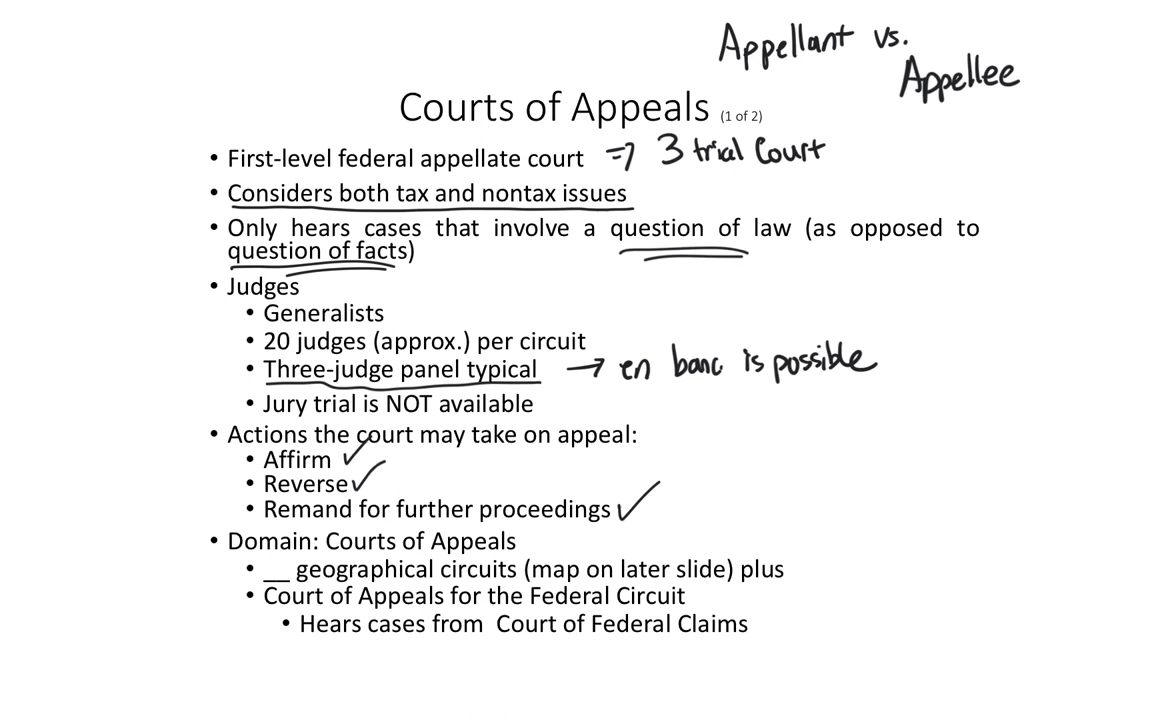 Appellant vs.
Appellee
Courts of Appeals (1 of 2)
• First-level federal appellate court => 3 trial Court
• Considers both tax and nontax issues
• Only hears cases that involve a question of law (as opposed to
question of facts)
• Judges
• Generalists
• 20 judges (approx.) per circuit
• Three-judge panel typical → en banc is possible
• Jury trial is NOT available
• Actions the court may take on appeal:
• Affirm ✓
• Reverse ✓
• Remand for further proceedings ✓
• Domain: Courts of Appeals
• __ geographical circuits (map on later slide) plus
• Court of Appeals for the Federal Circuit
• Hears cases from Court of Federal Claims